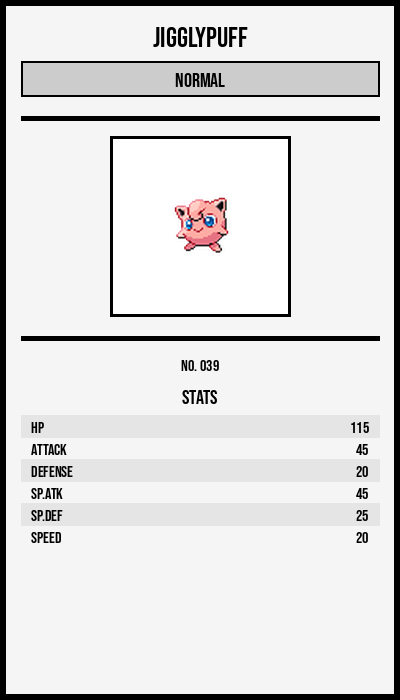 JIGGLYPUFF
NORMAL
NO. 039
STATS
HP 115
ATTACK 45
DEFENSE 20
SP.ATK 45
SP.DEF 25
SPEED 20